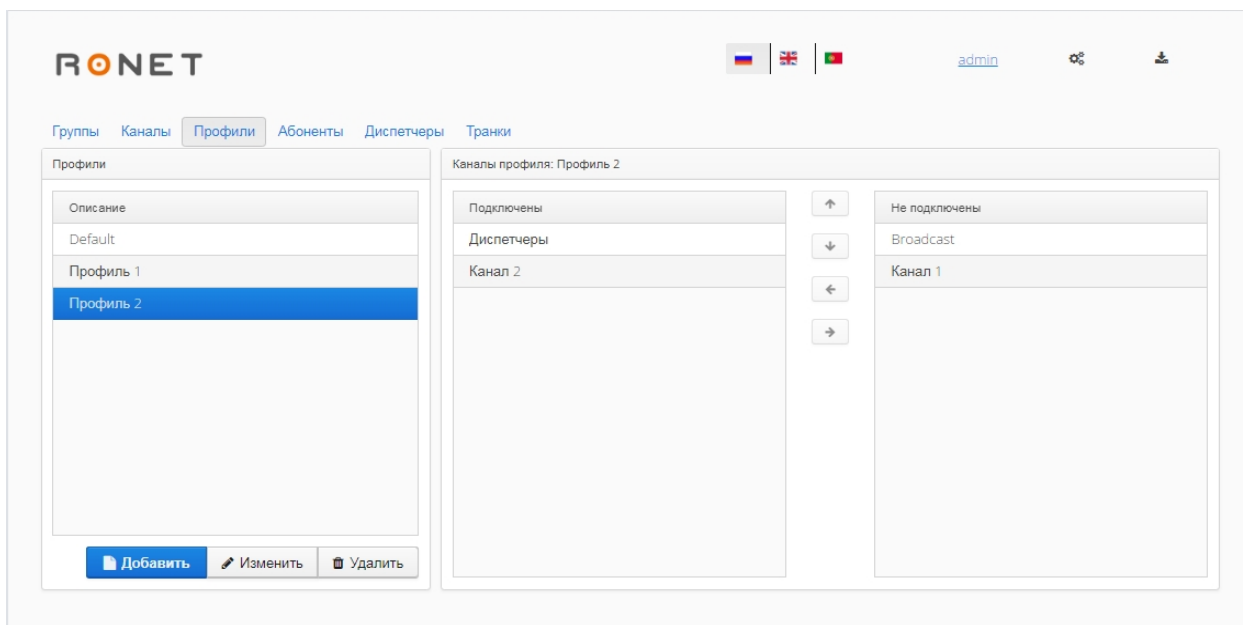 RONET
admin
Группы Каналы Профили Абоненты Диспетчеры Транки
Профили
Описание
Default
Профиль 1
Профиль 2
Добавить Изменить Удалить
Каналы профиля: Профиль 2
Подключены
Диспетчеры
Канал 2
Не подключены
Broadcast
Канал 1